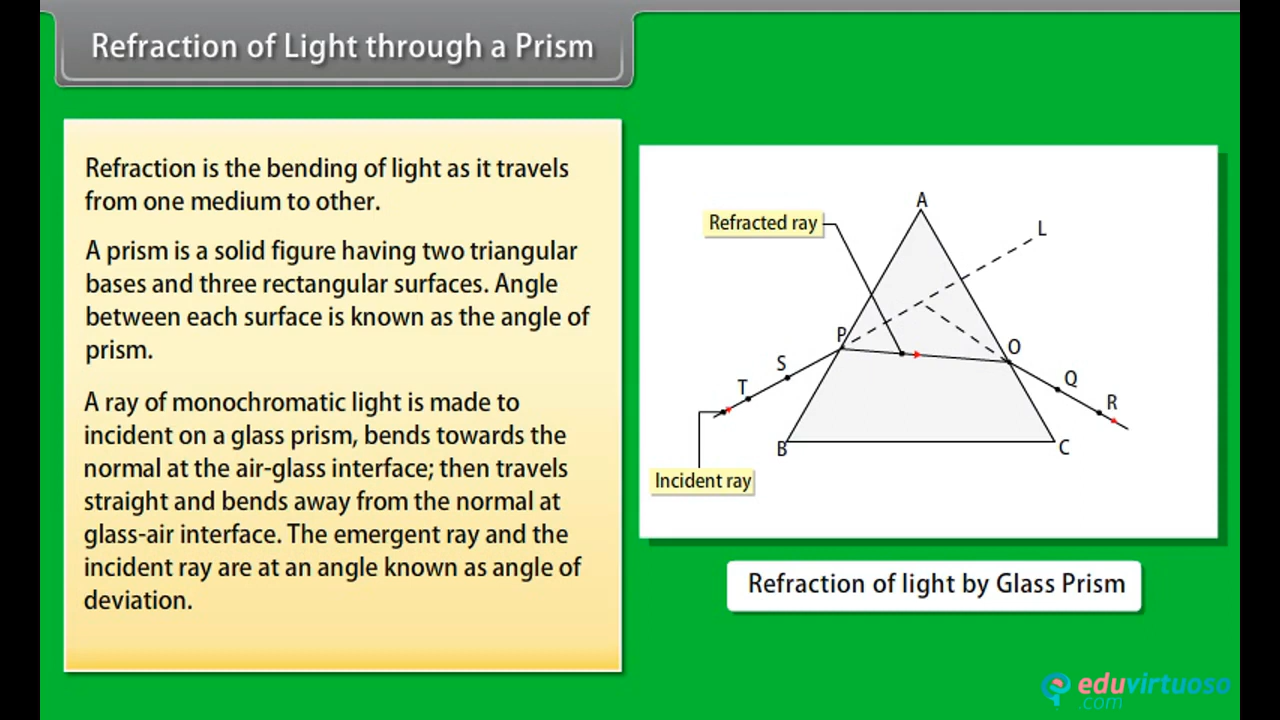 Refraction of Light through a Prism
Refraction is the bending of light as it travels
from one medium to other.
A prism is a solid figure having two triangular
bases and three rectangular surfaces. Angle
between each surface is known as the angle of
prism.
A ray of monochromatic light is made to
incident on a glass prism, bends towards the
normal at the air-glass interface; then travels
straight and bends away from the normal at
glass-air interface. The emergent ray and the
incident ray are at an angle known as angle of
deviation.
A
Refracted ray
L
P
O
S
Q
T
R
B
C
Incident ray
Refraction of light by Glass Prism
eduvirtuoso
.com